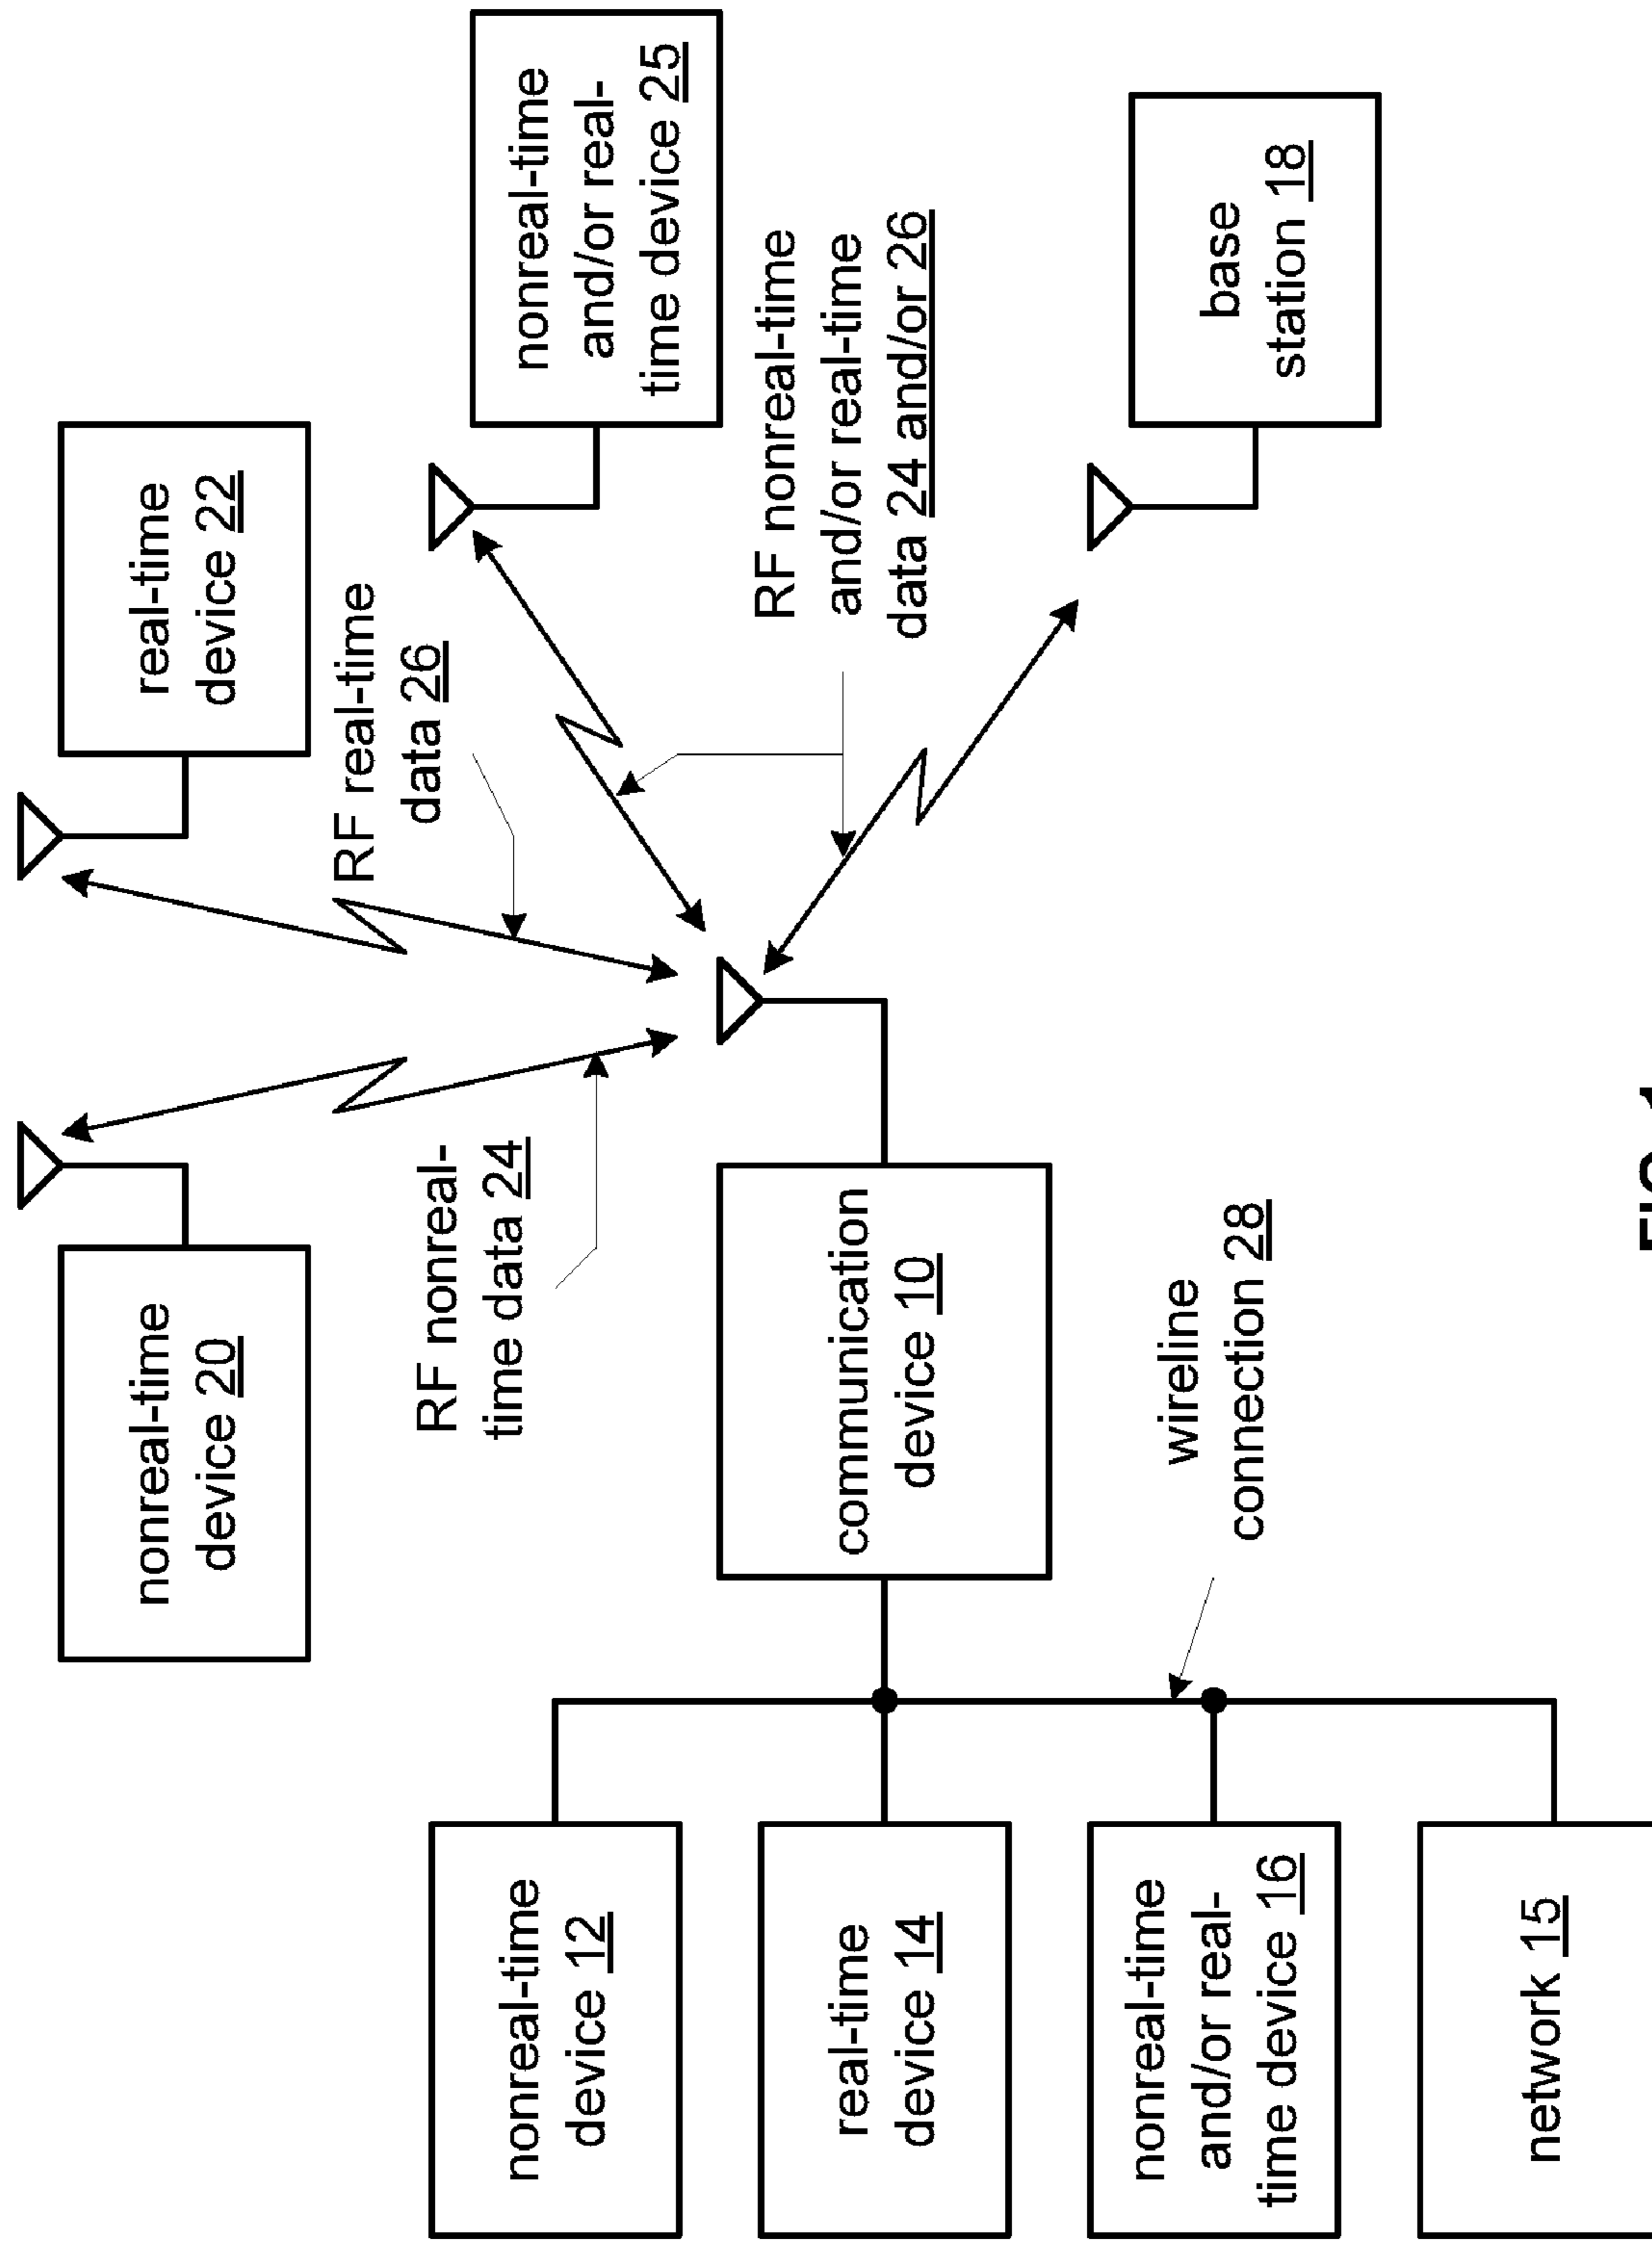 nonreal-time
device 20
real-time
device 22
RF real-time
data 26
RF nonreal-
time data 24
nonreal-time
and/or real-
time device 25
nonreal-time
device 12
communication
device 10
RF nonreal-time
and/or real-time
data 24 and/or 26
real-time
device 14
wireline
connection 28
nonreal-time
and/or real-
time device 16
base
station 18
network 15